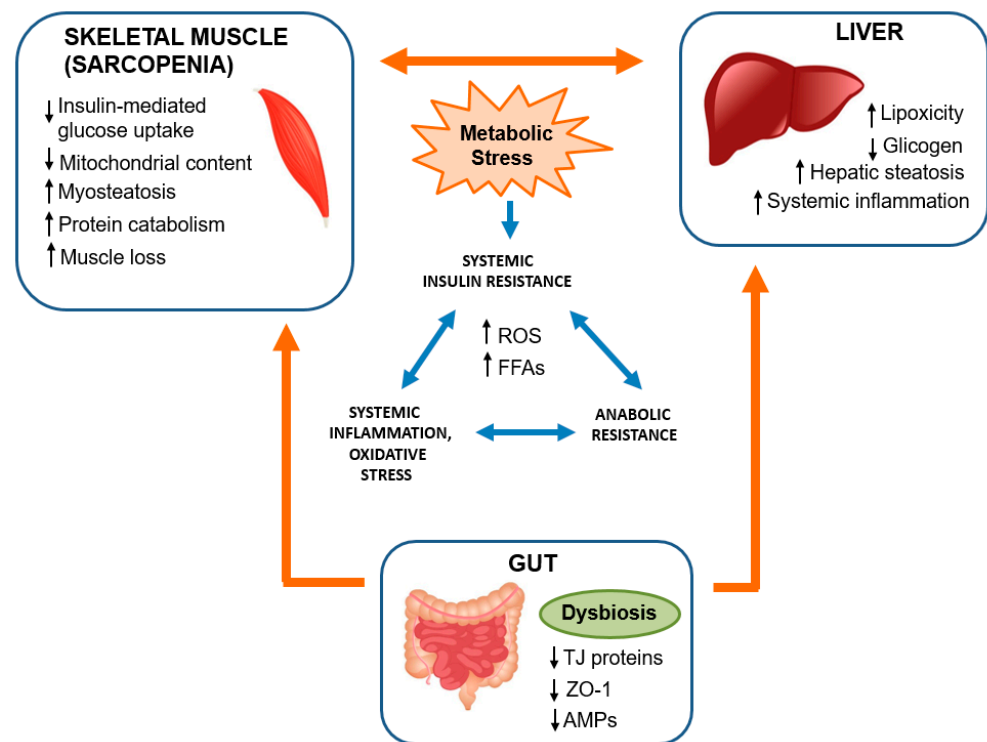 SKELETAL MUSCLE
(SARCOPENIA)
↓ Insulin-mediated
glucose uptake
↓ Mitochondrial content
↑ Myosteatosis
↑ Protein catabolism
↑ Muscle loss
Metabolic
Stress
LIVER
↑ Lipoxicity
↓ Glicogen
↑ Hepatic steatosis
↑ Systemic inflammation
SYSTEMIC
INSULIN RESISTANCE
↑ ROS
↑ FFAs
SYSTEMIC
INFLAMMATION,
OXIDATIVE
STRESS
ANABOLIC
RESISTANCE
GUT
Dysbiosis
↓ TJ proteins
↓ ZO-1
↓ AMPs